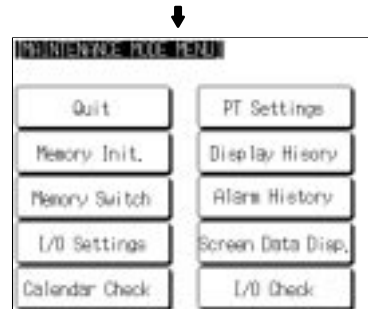 [MAINTENANCE MODE MENU]
Quit
PT Settings
Memory Init.
Display Hisory
Memory Switch
Alarm History
I/O Settings
Screen Data Disp.
Calendar Check
I/O Check